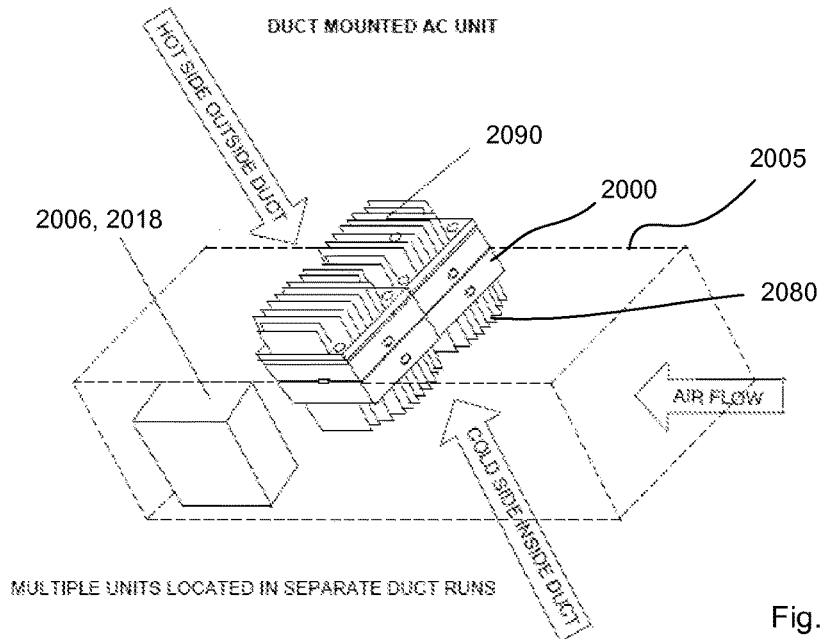 DUCT MOUNTED AC UNIT
HOT SIDE OUTSIDE DUCT
2090
2005
2000
2006, 2018
2080
AIR FLOW
COLD SIDE INSIDE DUCT
MULTIPLE UNITS LOCATED IN SEPARATE DUCT RUNS
Fig.